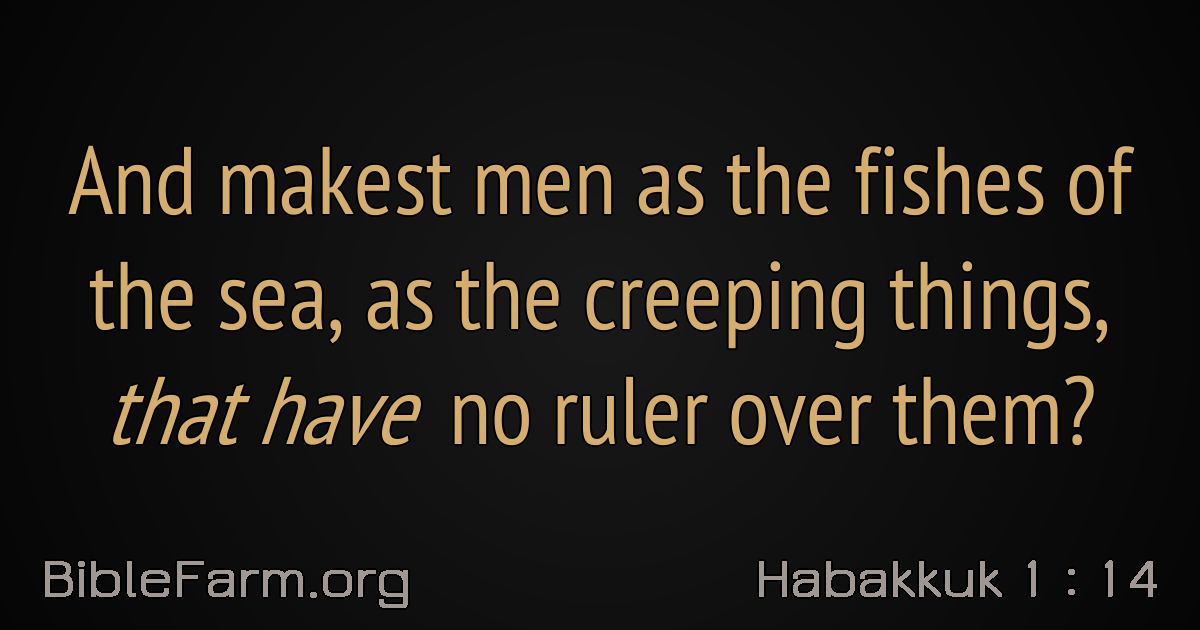 And makest men as the fishes of
the sea, as the creeping things,
that have no ruler over them?
BibleFarm.org
Habakkuk 1 : 14